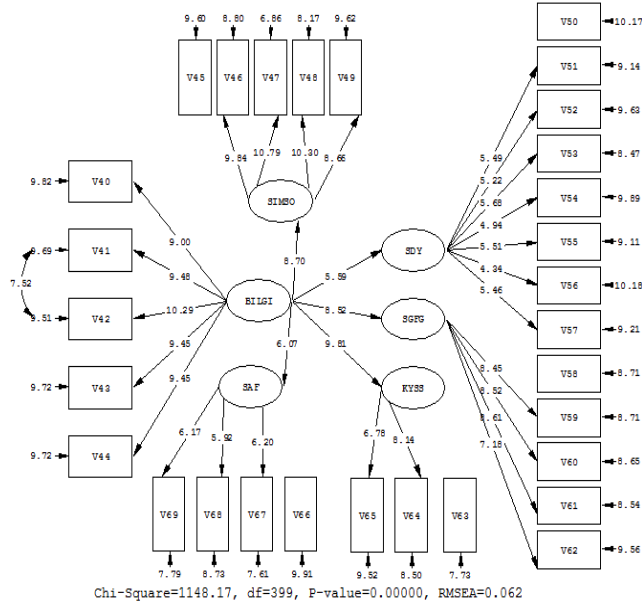 9.60 8.80 6.86 8.17 9.62
V45 V46 V47 V48 V49
9.84 10.79 10.30 8.66
SIMSO
8.70
9.82 V40
9.69 V41
7.52
9.51 V42
9.72 V43
9.72 V44
9.00
9.48
10.29
9.45
9.45
BILGI
5.59
8.52
9.81
6.07
SDY
SGFG
KYSS
SAF
5.49
5.22
5.68
4.94
5.51
4.34
5.46
V50 10.17
V51 9.14
V52 9.63
V53 8.47
V54 9.89
V55 9.11
V56 10.18
V57 9.21
V58 8.71
V59 8.71
V60 8.65
V61 8.54
V62 9.56
8.45
8.52
8.61
7.18
6.17 5.92 6.20
6.78 8.14
V69 V68 V67 V66 V65 V64 V63
7.79 8.73 7.61 9.91 9.52 8.50 7.73
Chi-Square=1148.17, df=399, P-value=0.00000, RMSEA=0.062